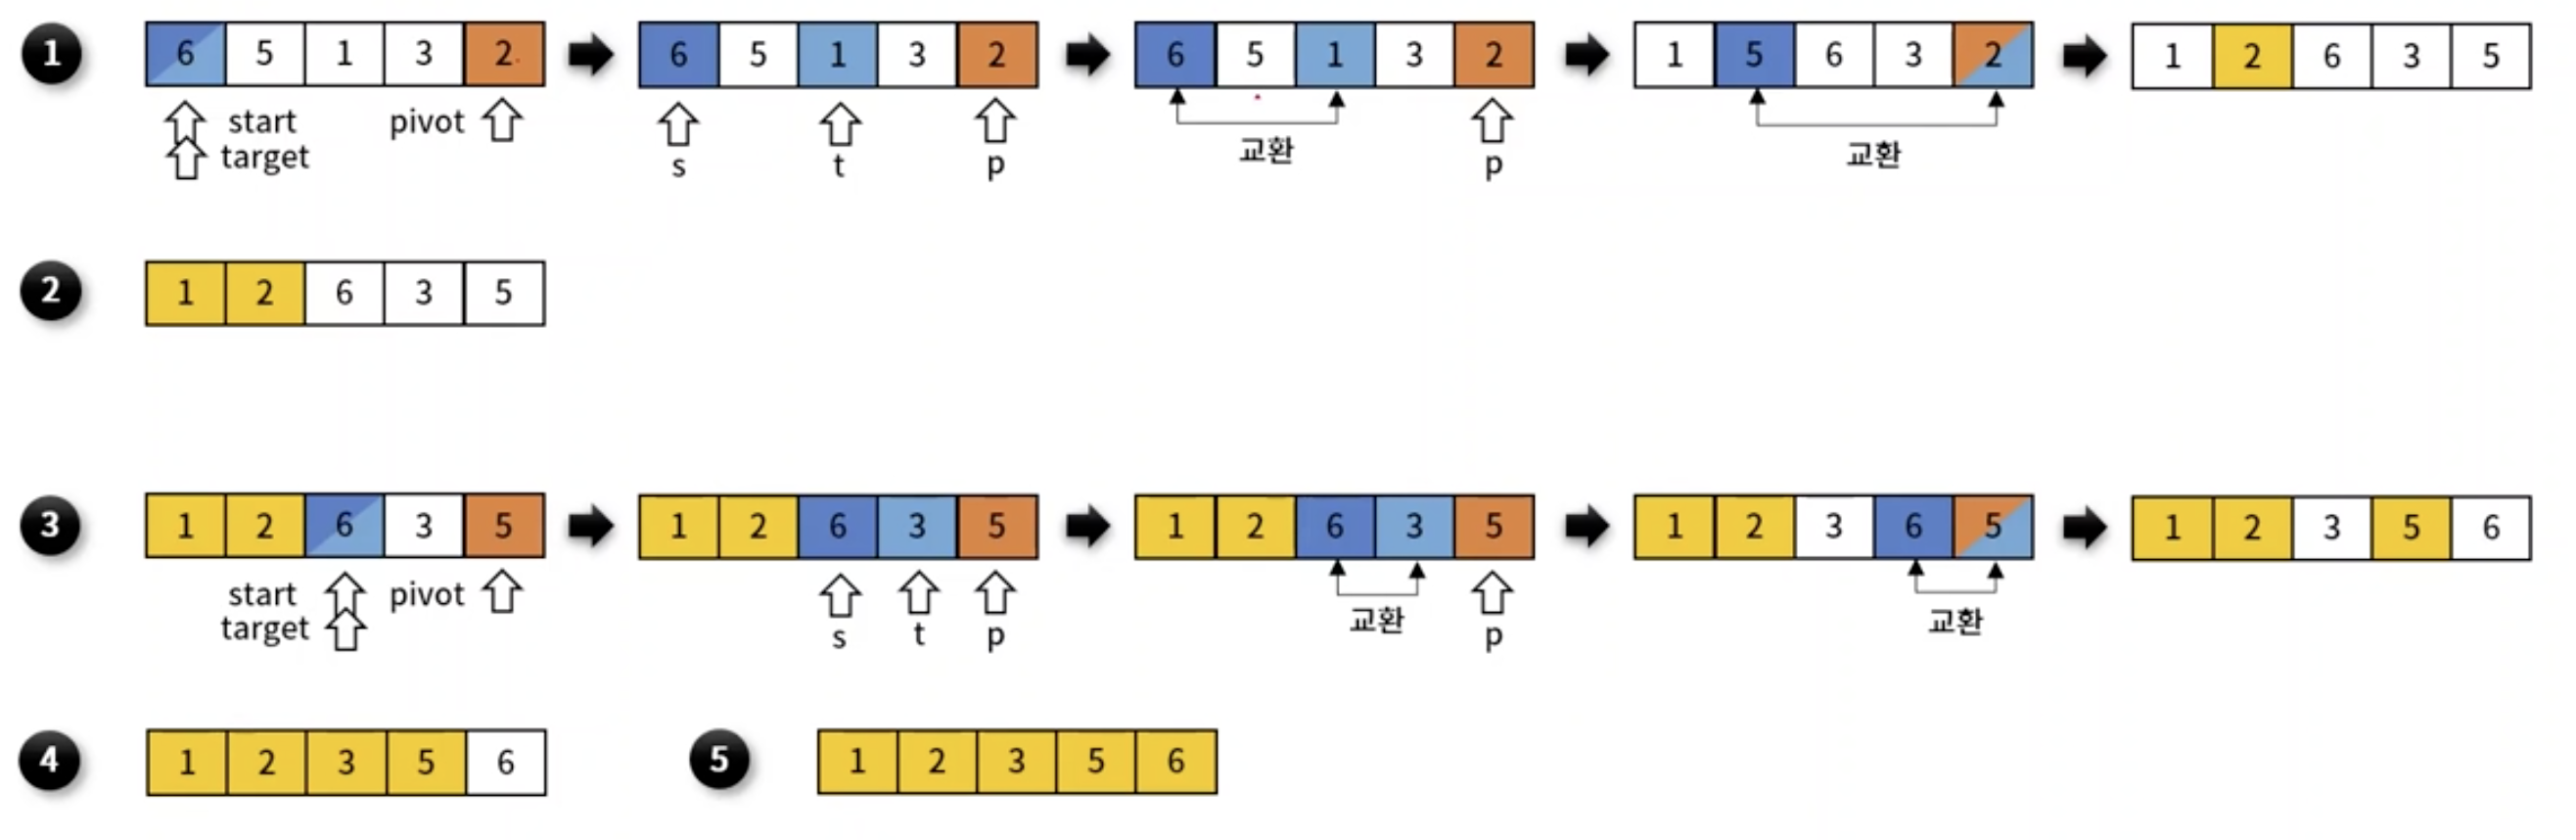 1 6 5 1 3 2 6 5 1 3 2 6 5 1 3 2 1 5 6 3 2 1 2 6 3 5
start pivot
target
s t p 교환 p 교환
2 1 2 6 3 5
3 1 2 6 3 5 1 2 6 3 5 1 2 6 3 5 1 2 3 6 5 1 2 3 5 6
start pivot
target
s t p 교환 p 교환
4 1 2 3 5 6 5 1 2 3 5 6